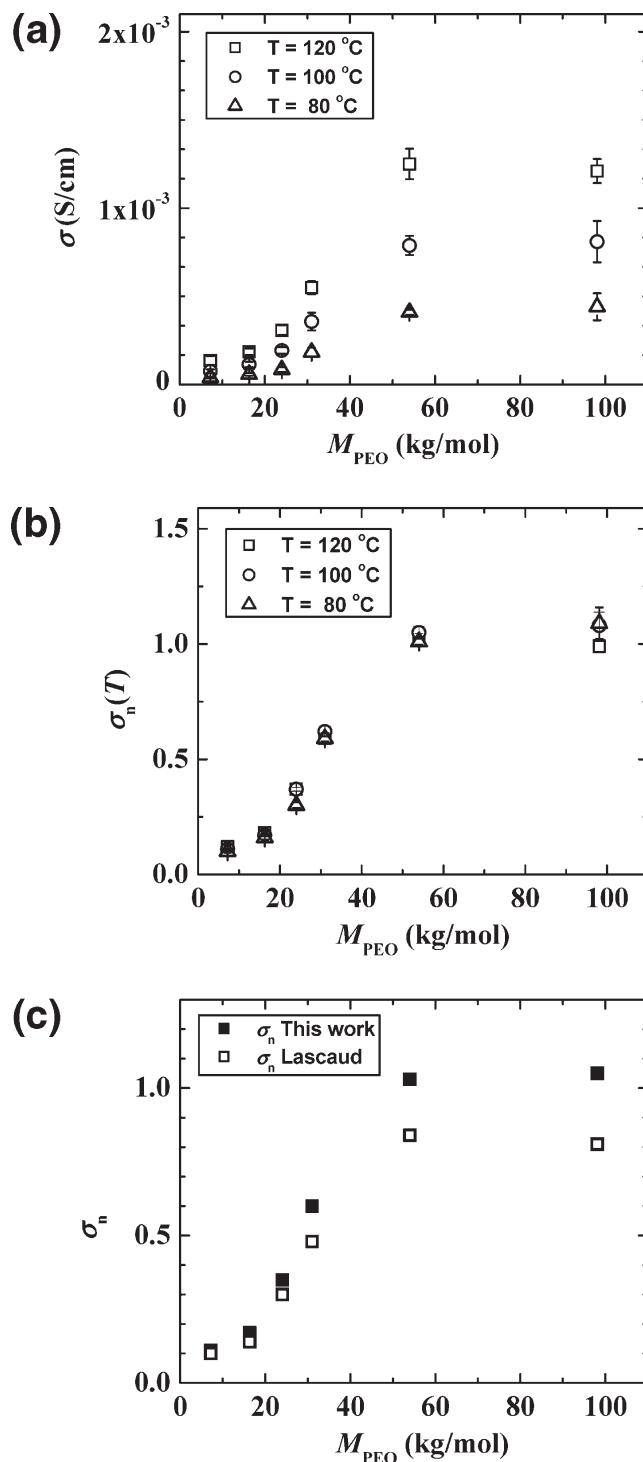 (a)
2x10⁻³
1x10⁻³
0
σ (S/cm)
T = 120 °C
T = 100 °C
T = 80 °C
0 20 40 60 80 100
M_PEO (kg/mol)
(b)
1.5
1.0
0.5
0.0
σₙ(T)
T = 120 °C
T = 100 °C
T = 80 °C
0 20 40 60 80 100
M_PEO (kg/mol)
(c)
1.0
0.5
0.0
σₙ
σₙ This work
σₙ Lascaud
0 20 40 60 80 100
M_PEO (kg/mol)